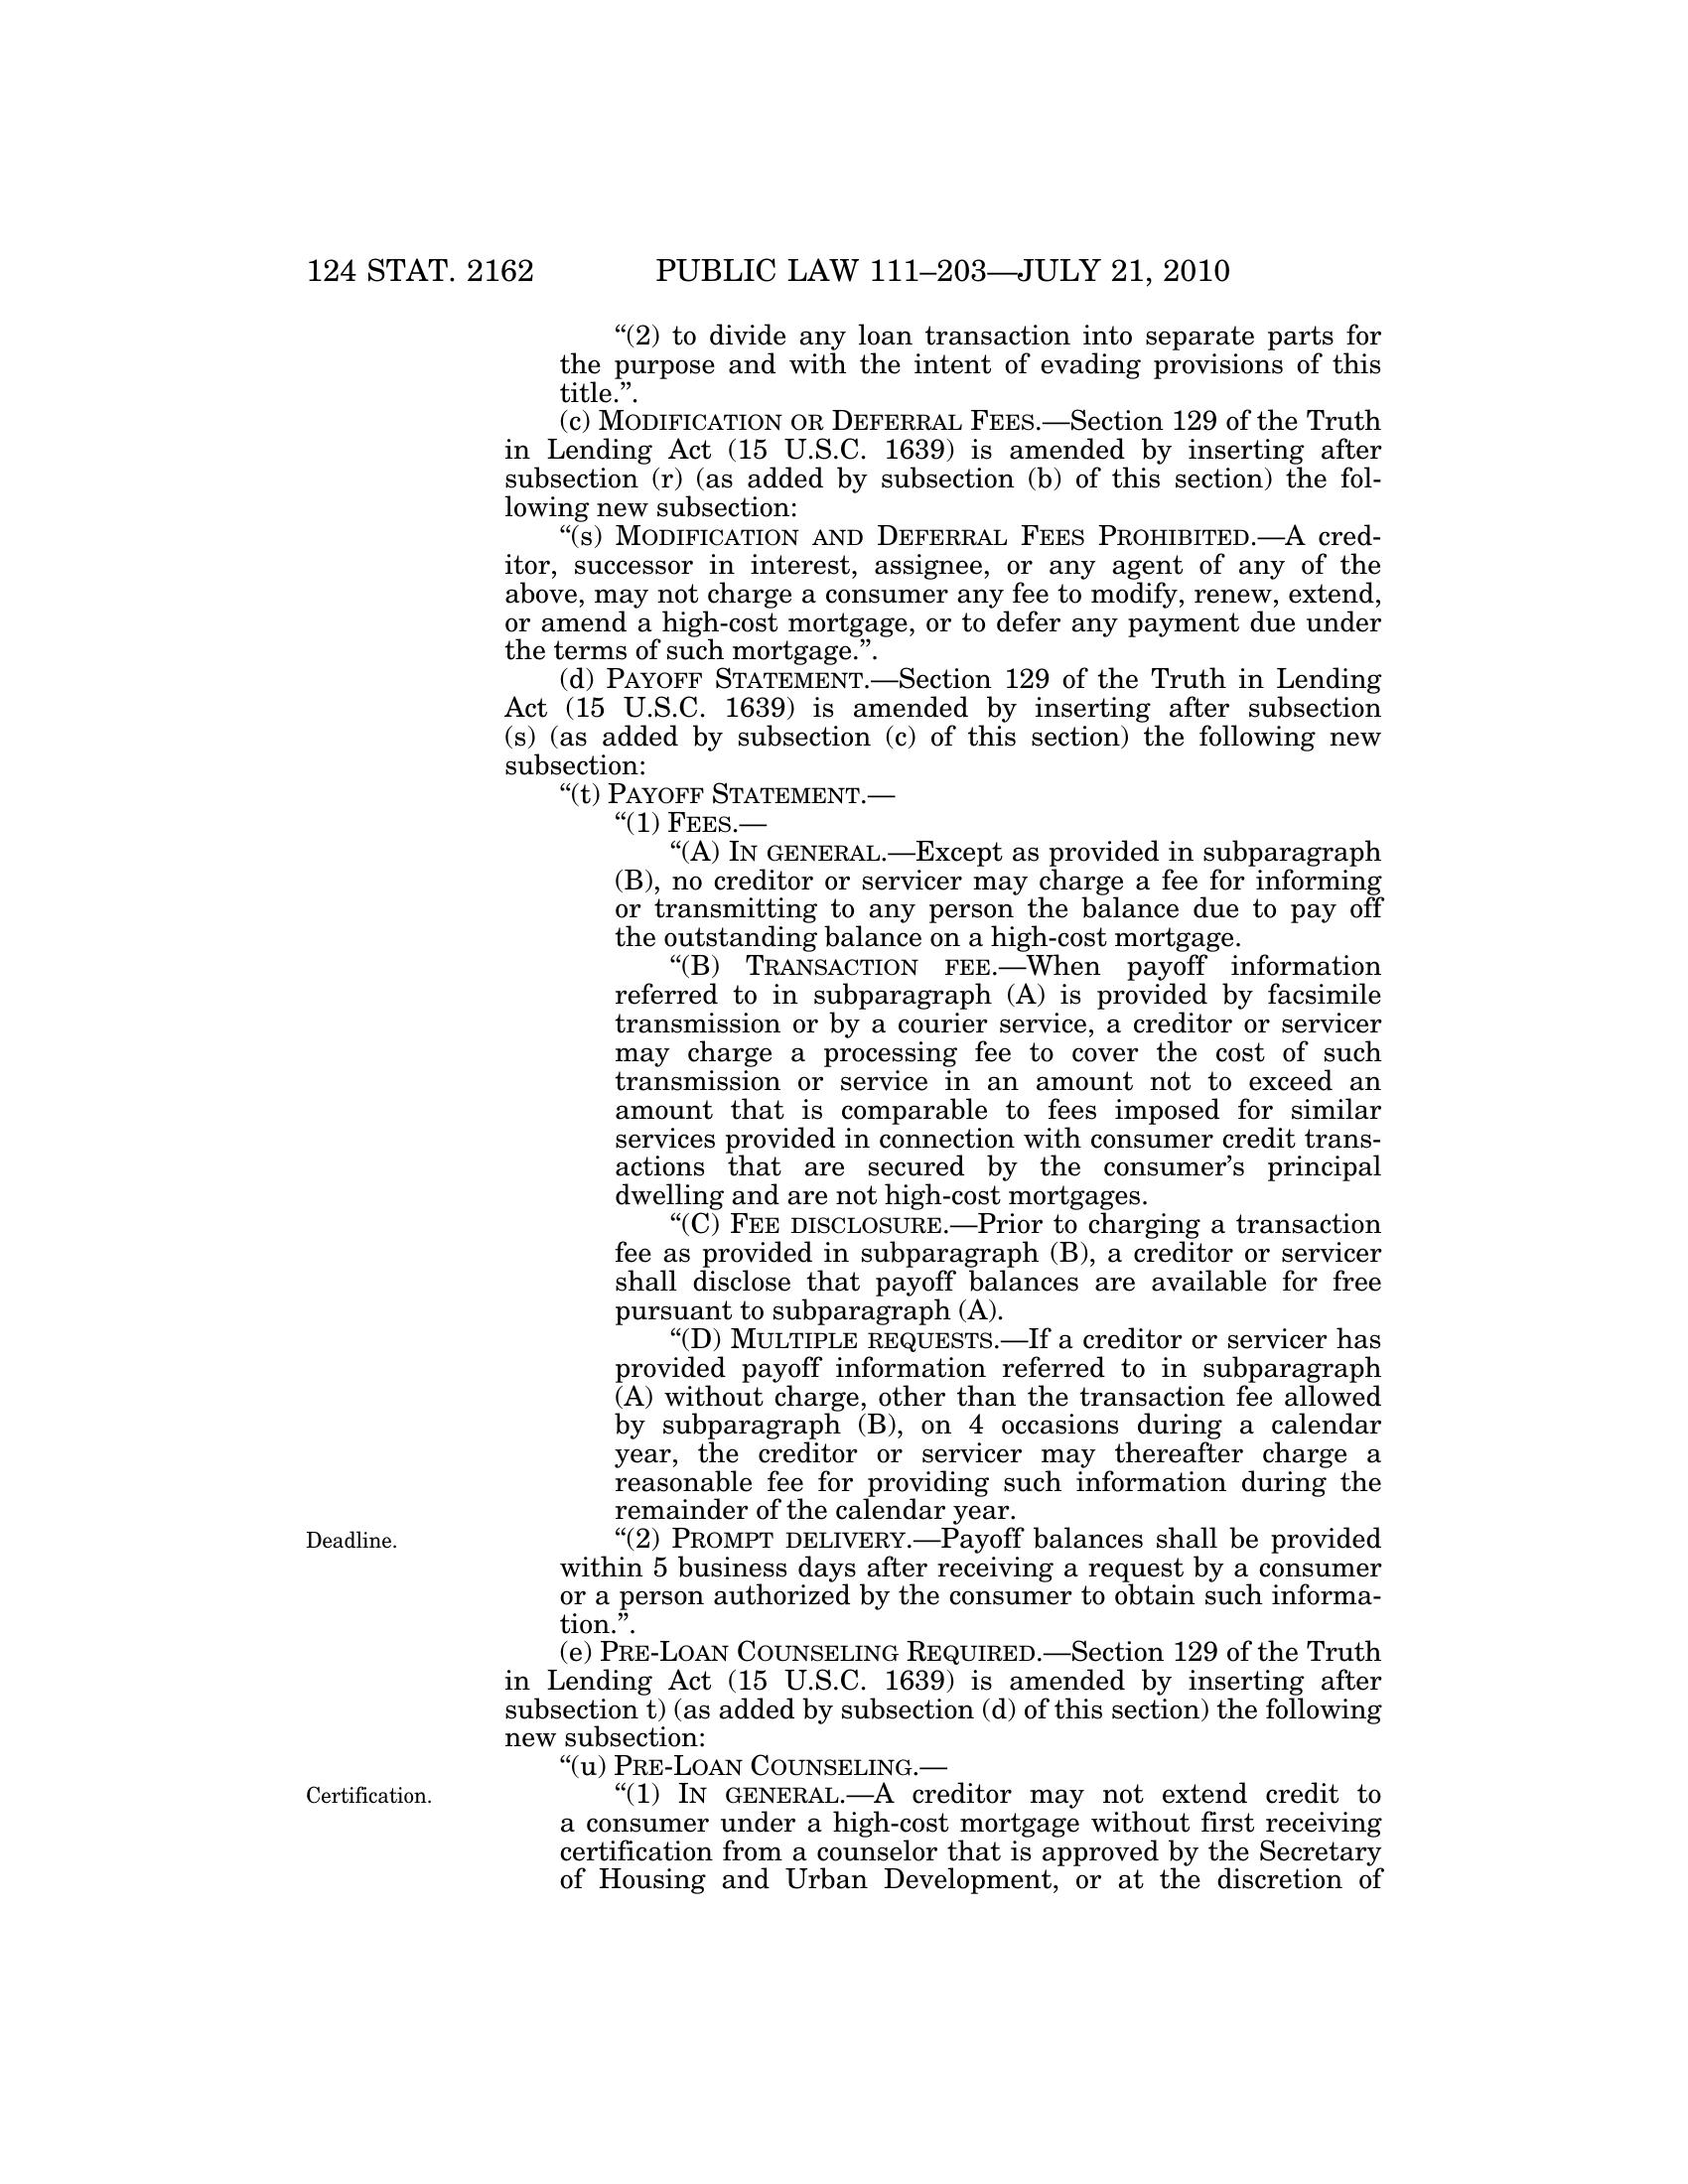 124 STAT. 2162 PUBLIC LAW 111–203—JULY 21, 2010
“(2) to divide any loan transaction into separate parts for
the purpose and with the intent of evading provisions of this
title.”.
(c) MODIFICATION OR DEFERRAL FEES.—Section 129 of the Truth
in Lending Act (15 U.S.C. 1639) is amended by inserting after
subsection (r) (as added by subsection (b) of this section) the fol-
lowing new subsection:
“(s) MODIFICATION AND DEFERRAL FEES PROHIBITED.—A cred-
itor, successor in interest, assignee, or any agent of any of the
above, may not charge a consumer any fee to modify, renew, extend,
or amend a high-cost mortgage, or to defer any payment due under
the terms of such mortgage.”.
(d) PAYOFF STATEMENT.—Section 129 of the Truth in Lending
Act (15 U.S.C. 1639) is amended by inserting after subsection
(s) (as added by subsection (c) of this section) the following new
subsection:
“(t) PAYOFF STATEMENT.—
“(1) FEES.—
“(A) IN GENERAL.—Except as provided in subparagraph
(B), no creditor or servicer may charge a fee for informing
or transmitting to any person the balance due to pay off
the outstanding balance on a high-cost mortgage.
“(B) TRANSACTION FEE.—When payoff information
referred to in subparagraph (A) is provided by facsimile
transmission or by a courier service, a creditor or servicer
may charge a processing fee to cover the cost of such
transmission or service in an amount not to exceed an
amount that is comparable to fees imposed for similar
services provided in connection with consumer credit trans-
actions that are secured by the consumer’s principal
dwelling and are not high-cost mortgages.
“(C) FEE DISCLOSURE.—Prior to charging a transaction
fee as provided in subparagraph (B), a creditor or servicer
shall disclose that payoff balances are available for free
pursuant to subparagraph (A).
“(D) MULTIPLE REQUESTS.—If a creditor or servicer has
provided payoff information referred to in subparagraph
(A) without charge, other than the transaction fee allowed
by subparagraph (B), on 4 occasions during a calendar
year, the creditor or servicer may thereafter charge a
reasonable fee for providing such information during the
remainder of the calendar year.
Deadline. “(2) PROMPT DELIVERY.—Payoff balances shall be provided
within 5 business days after receiving a request by a consumer
or a person authorized by the consumer to obtain such informa-
tion.”.
(e) PRE-LOAN COUNSELING REQUIRED.—Section 129 of the Truth
in Lending Act (15 U.S.C. 1639) is amended by inserting after
subsection t) (as added by subsection (d) of this section) the following
new subsection:
“(u) PRE-LOAN COUNSELING.—
Certification. “(1) IN GENERAL.—A creditor may not extend credit to
a consumer under a high-cost mortgage without first receiving
certification from a counselor that is approved by the Secretary
of Housing and Urban Development, or at the discretion of